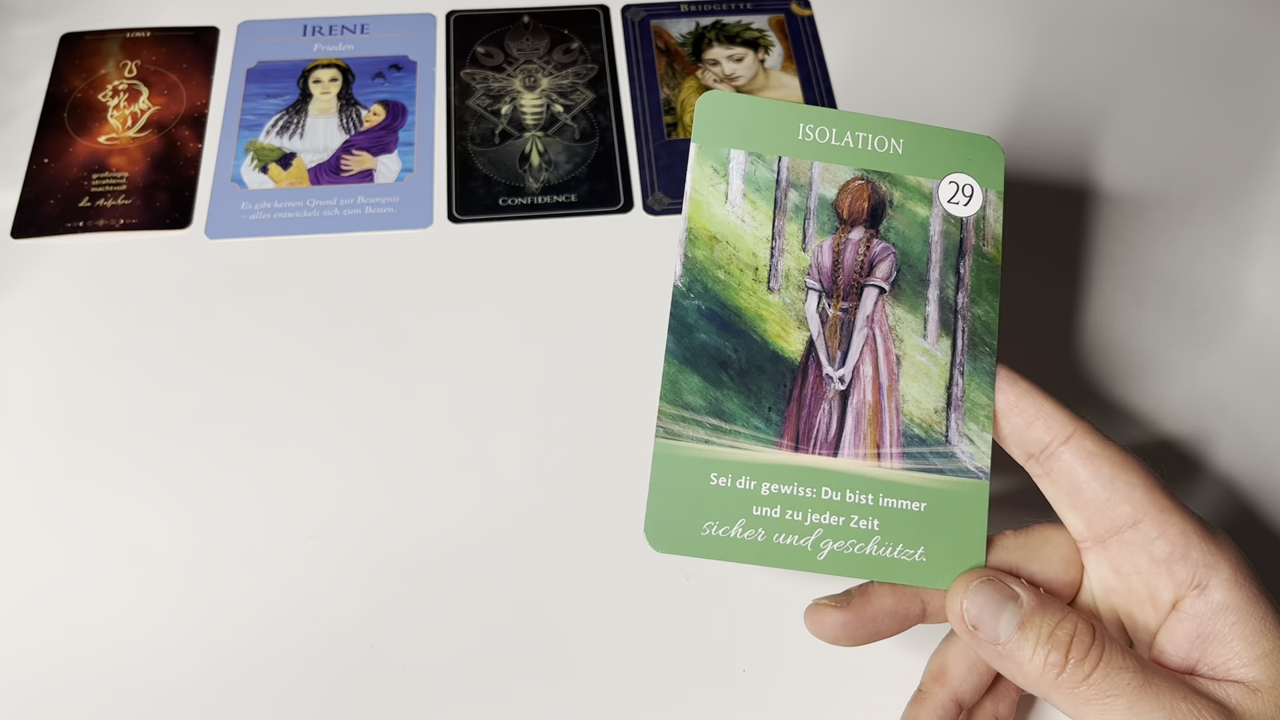 LÖWE
großzügig,
strahlend,
machtvoll
IRENE
Frieden
Es gibt keinen Grund zur Besorgnis
– alles entwickelt sich zum Besten.
CONFIDENCE
BRIDGETTE
ISOLATION
29
Sei dir gewiss: Du bist immer
und zu jeder Zeit
sicher und geschützt.